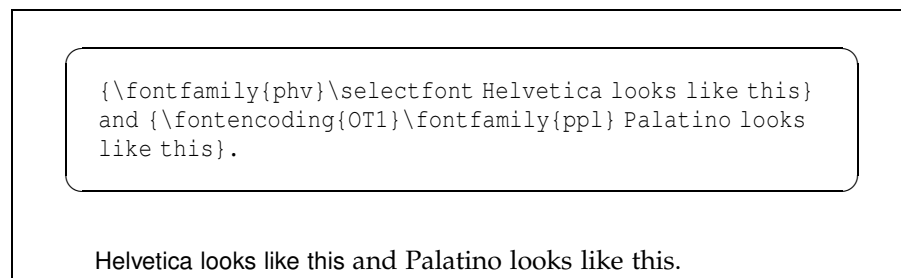 {\fontfamily{phv}\selectfont Helvetica looks like this}
and {\fontencoding{OT1}\fontfamily{ppl} Palatino looks
like this}.
Helvetica looks like this and Palatino looks like this.